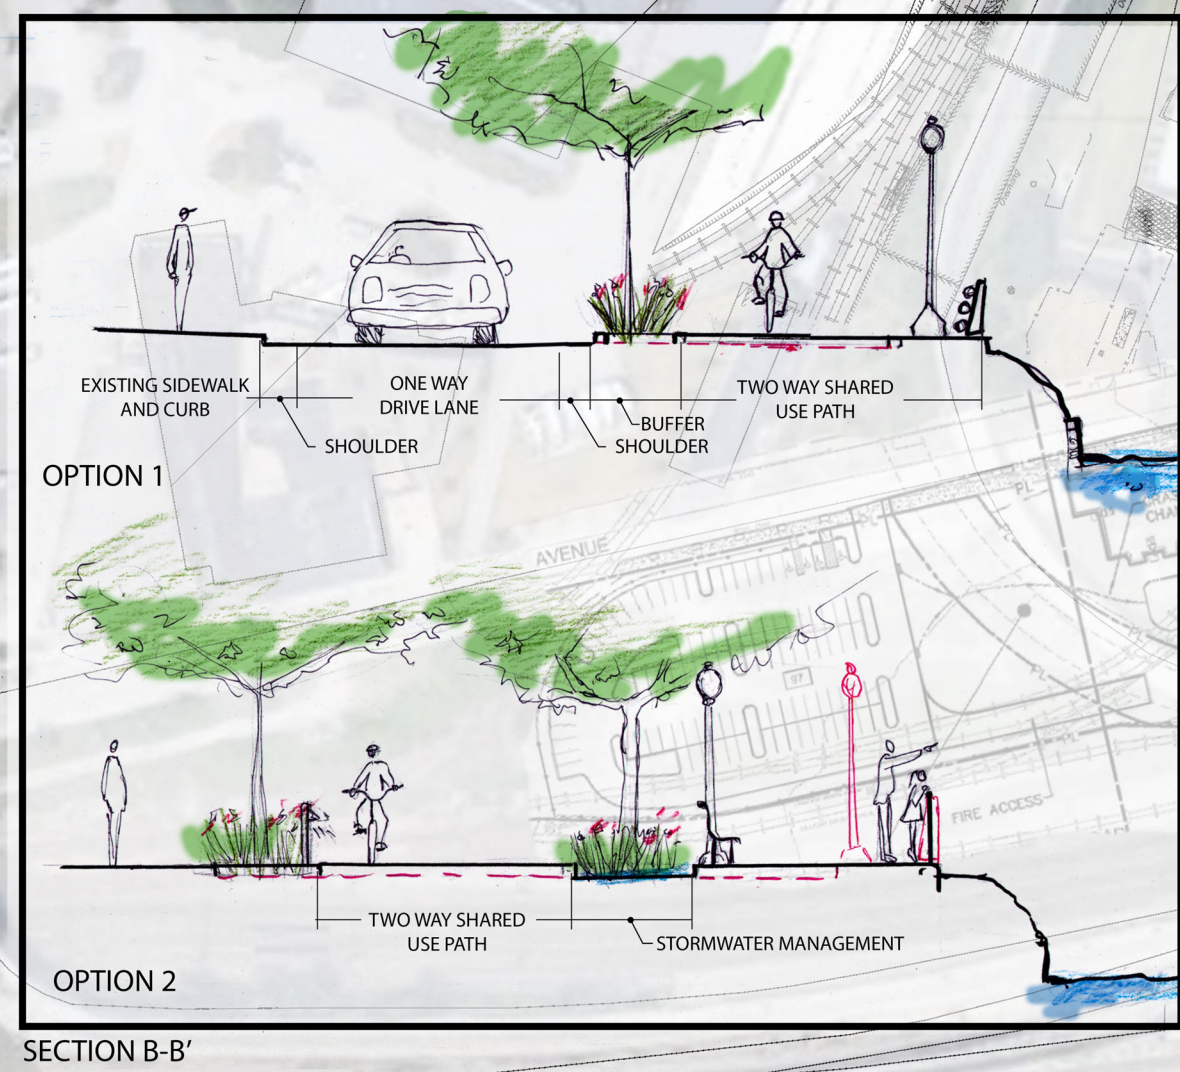 EXISTING SIDEWALK
AND CURB
SHOULDER
ONE WAY
DRIVE LANE
BUFFER
SHOULDER
TWO WAY SHARED
USE PATH
OPTION 1
AVENUE
PL
FIRE ACCESS
TWO WAY SHARED
USE PATH
STORMWATER MANAGEMENT
OPTION 2
SECTION B-B'